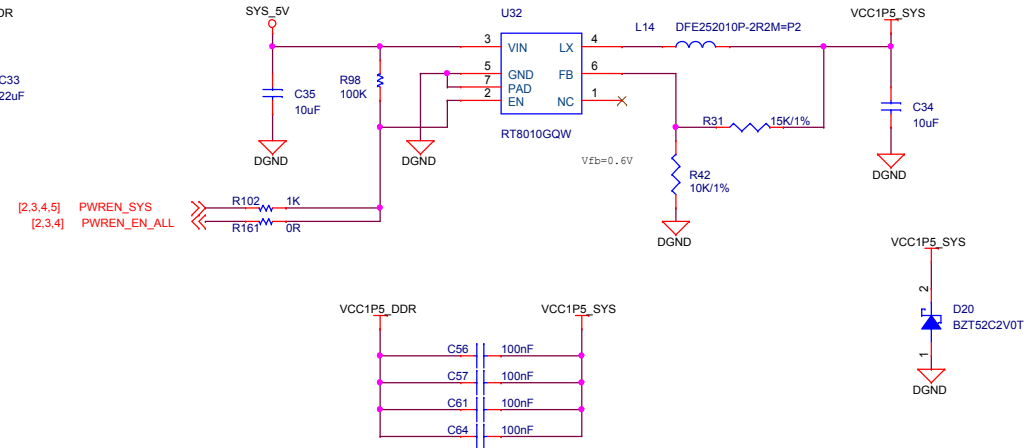 DR
C33
22uF
SYS_5V
C35
10uF
DGND
R98
100K
DGND
U32
3 VIN LX 4
5 GND FB 6
7 PAD
2 EN NC 1
RT8010GQW
L14 DFE252010P-2R2M=P2
VCC1P5_SYS
R31 15K/1%
Vfb=0.6V
R42
10K/1%
DGND
C34
10uF
DGND
[2,3,4,5] PWREN_SYS R102 1K
[2,3,4] PWREN_EN_ALL R161 0R
VCC1P5_DDR VCC1P5_SYS
C56 100nF
C57 100nF
C61 100nF
C64 100nF
VCC1P5_SYS
2
D20
BZT52C2V0T
1
DGND